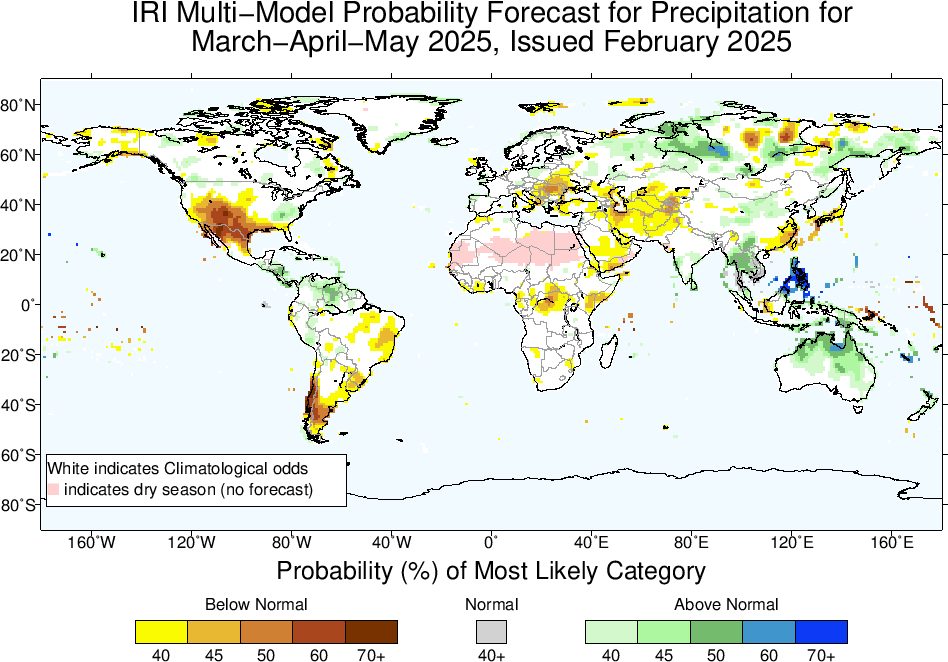 IRI Multi−Model Probability Forecast for Precipitation for
March−April−May 2025, Issued February 2025
80˚N
60˚N
40˚N
20˚N
0˚
20˚S
40˚S
60˚S
80˚S
White indicates Climatological odds
indicates dry season (no forecast)
160˚W 120˚W 80˚W 40˚W 0˚ 40˚E 80˚E 120˚E 160˚E
Probability (%) of Most Likely Category
Below Normal Normal Above Normal
40 45 50 60 70+ 40+ 40 45 50 60 70+